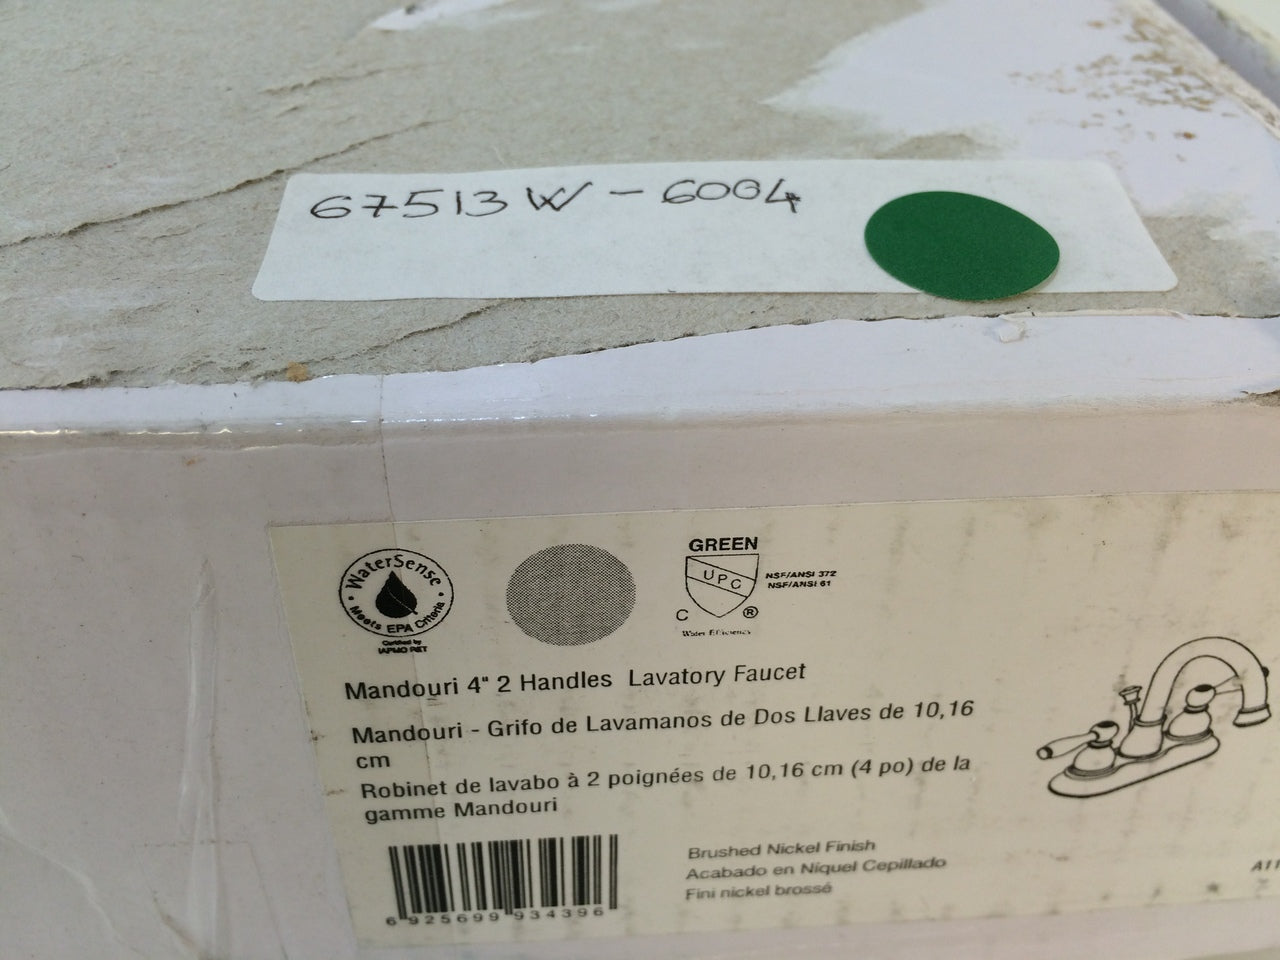 67513W - 6004
WaterSense
Meets EPA Criteria
Certified by
IAPMO R&T
GREEN
UPC
C ®
Water Efficiency
NSF/ANSI 372
NSF/ANSI 61
Mandouri 4" 2 Handles Lavatory Faucet
Mandouri - Grifo de Lavamanos de Dos Llaves de 10,16
cm
Robinet de lavabo à 2 poignées de 10,16 cm (4 po) de la
gamme Mandouri
Brushed Nickel Finish
Acabado en Níquel Cepillado
Fini nickel brossé
6 925699 934396